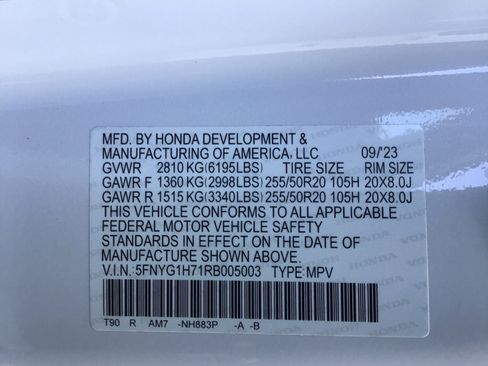 MFD. BY HONDA DEVELOPMENT &
MANUFACTURING OF AMERICA, LLC 09/'23
GVWR 2810 KG(6195LBS) TIRE SIZE RIM SIZE
GAWR F 1360 KG(2998LBS) 255/50R20 105H 20X8.0J
GAWR R 1515 KG(3340LBS) 255/50R20 105H 20X8.0J
THIS VEHICLE CONFORMS TO ALL APPLICABLE
FEDERAL MOTOR VEHICLE SAFETY
STANDARDS IN EFFECT ON THE DATE OF
MANUFACTURE SHOWN ABOVE.
V.I.N.: 5FNYG1H71RB005003 TYPE: MPV
T90 R AM7 -NH883P -A -B